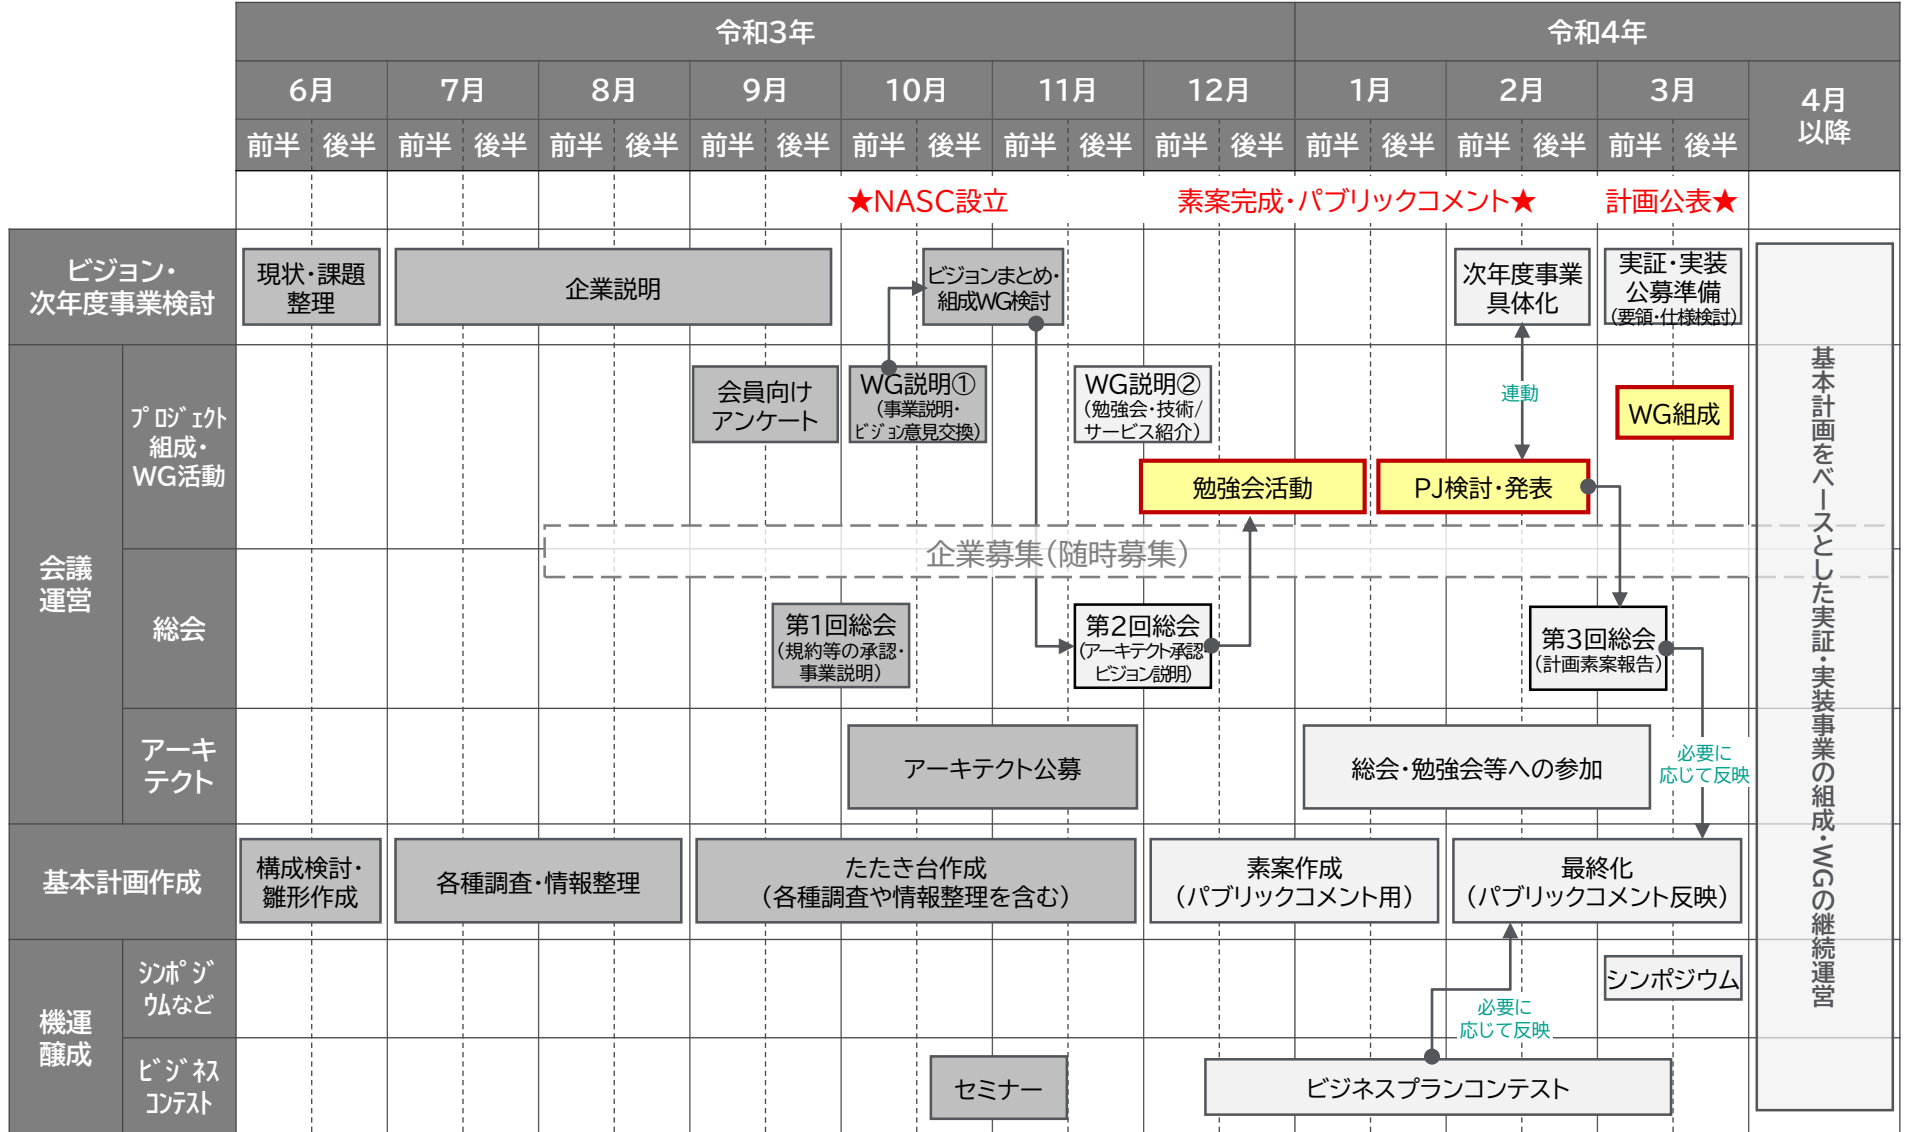 令和3年
令和4年
6月
7月
8月
9月
10月
11月
12月
1月
2月
3月
4月
以降
前半
後半
前半
後半
前半
後半
前半
後半
前半
後半
前半
後半
前半
後半
前半
後半
前半
後半
前半
後半
★NASC設立
素案完成・パブリックコメント★
計画公表★
ビジョン・
次年度事業検討
現状・課題
整理
企業説明
ビジョンまとめ・
組成WG検討
次年度事業
具体化
実証・実装
公募準備
(要領・仕様検討)
会議
運営
プロジェクト
組成・
WG活動
会員向け
アンケート
WG説明①
(事業説明・
ビジョン意見交換)
WG説明②
(勉強会・技術/
サービス紹介)
連動
WG組成
勉強会活動
PJ検討・発表
企業募集(随時募集)
総会
第1回総会
(規約等の承認・
事業説明)
第2回総会
(アーキテクト承認・
ビジョン説明)
第3回総会
(計画素案報告)
アーキ
テクト
アーキテクト公募
総会・勉強会等への参加
必要に
応じて反映
基本計画作成
構成検討・
雛形作成
各種調査・情報整理
たたき台作成
(各種調査や情報整理を含む)
素案作成
(パブリックコメント用)
最終化
(パブリックコメント反映)
機運
醸成
シンポジ
ウムなど
シンポジウム
必要に
応じて反映
ビジネス
コンテスト
セミナー
ビジネスプランコンテスト
基本計画をベースとした実証・実装事業の組成・WGの継続運営